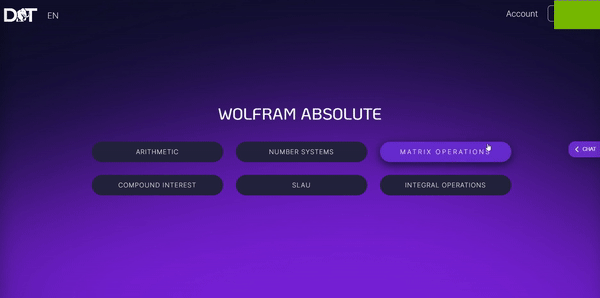 DOT EN Account
WOLFRAM ABSOLUTE
ARITHMETIC NUMBER SYSTEMS MATRIX OPERATIONS
CHAT
COMPOUND INTEREST SLAU INTEGRAL OPERATIONS